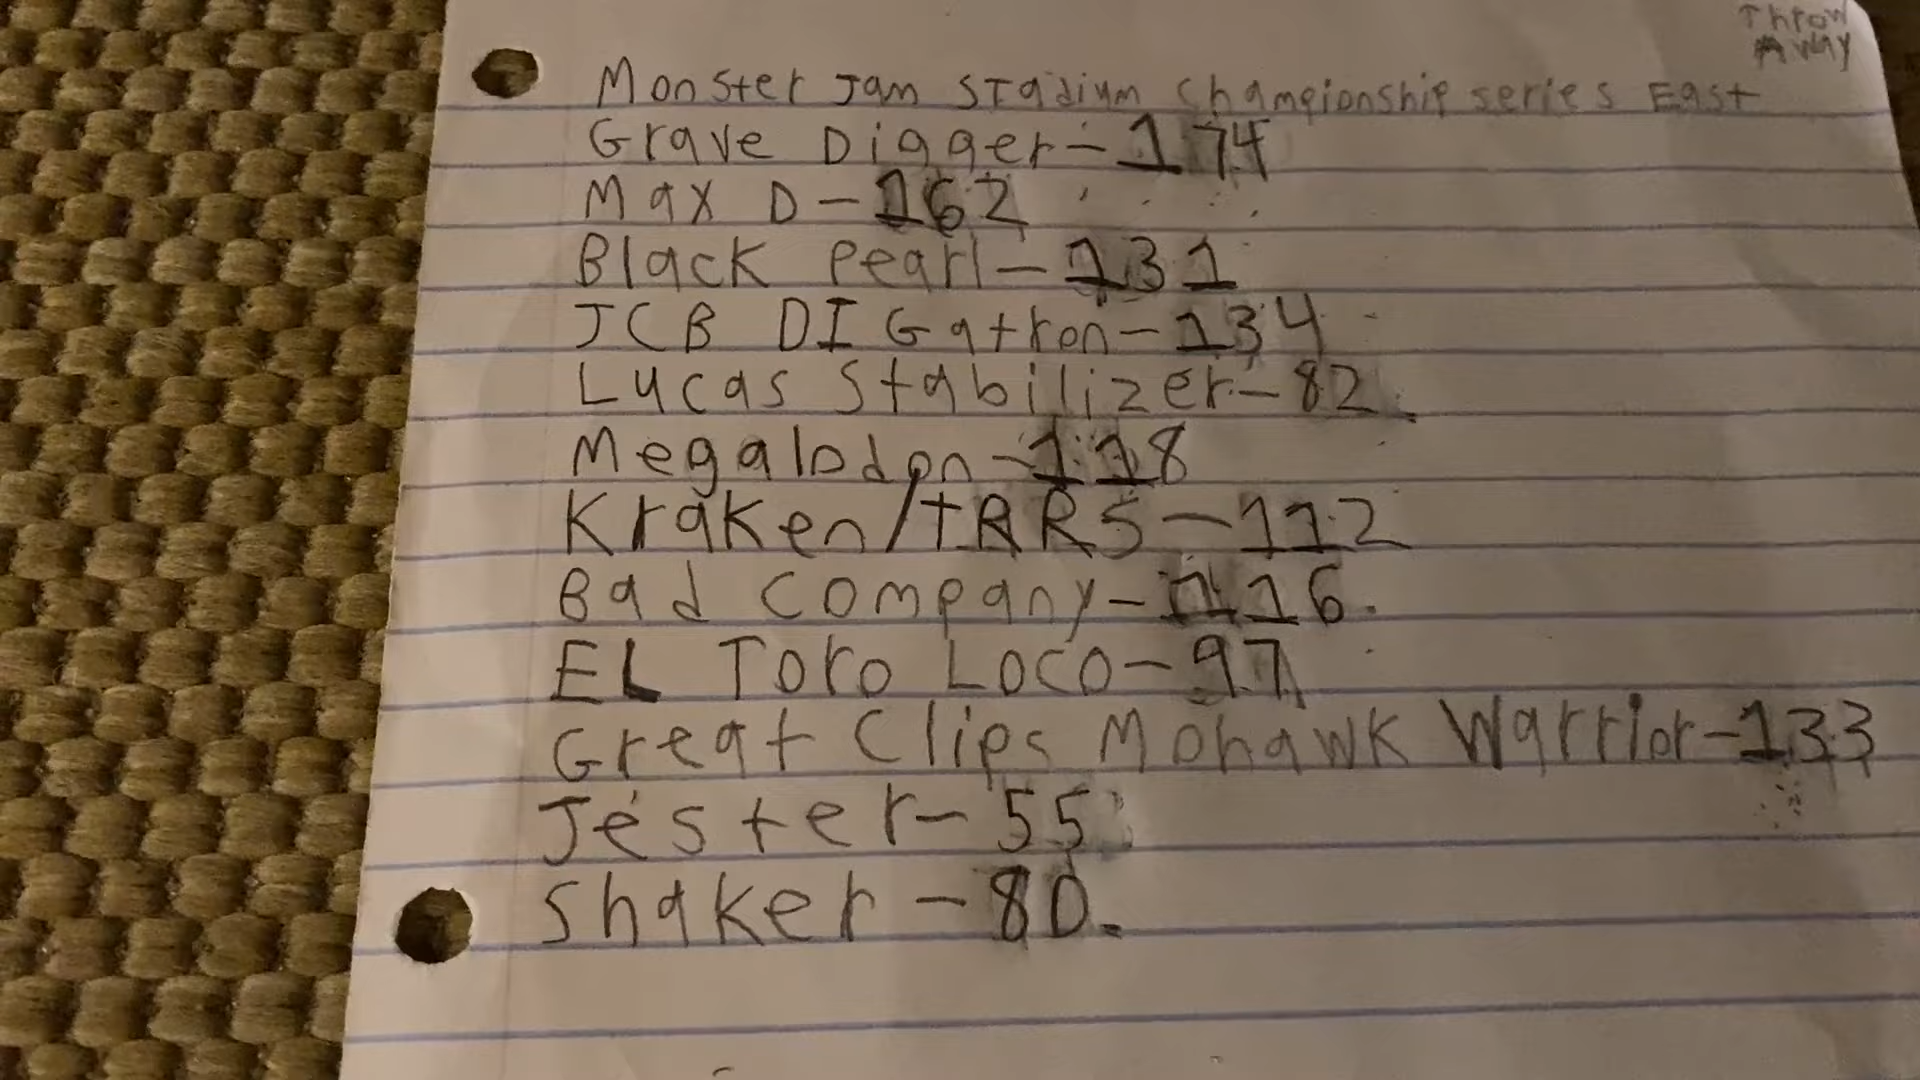 Throw
Away
Monster Jam Stadium Championship series East
Grave Digger-174
Max D-162
Black Pearl-131
JCB DIGatron-134
Lucas Stabilizer-82
Megalodon-118
Kraken/TRRS-112
Bad Company-116
EL Toro Loco-97
Great Clips Mohawk Warrior-133
Jester-55
Shaker-80